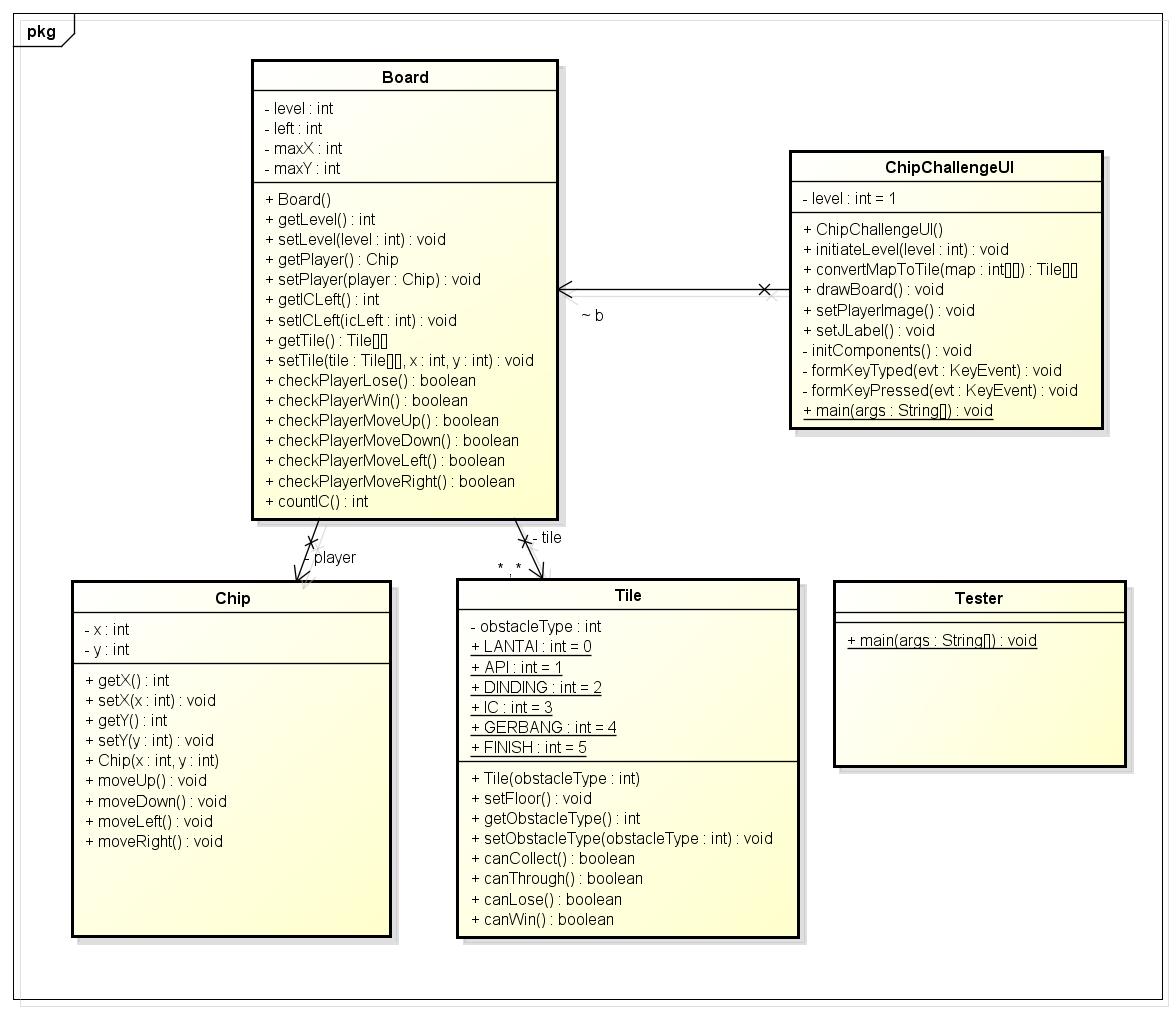 pkg
Board
- level : int
- left : int
- maxX : int
- maxY : int
+ Board()
+ getLevel() : int
+ setLevel(level : int) : void
+ getPlayer() : Chip
+ setPlayer(player : Chip) : void
+ getICLeft() : int
+ setICLeft(icLeft : int) : void
+ getTile() : Tile[][]
+ setTile(tile : Tile[][], x : int, y : int) : void
+ checkPlayerLose() : boolean
+ checkPlayerWin() : boolean
+ checkPlayerMoveUp() : boolean
+ checkPlayerMoveDown() : boolean
+ checkPlayerMoveLeft() : boolean
+ checkPlayerMoveRight() : boolean
+ countIC() : int
ChipChallengeUI
- level : int = 1
+ ChipChallengeUI()
+ initiateLevel(level : int) : void
+ convertMapToTile(map : int[][]) : Tile[][]
+ drawBoard() : void
+ setPlayerImage() : void
+ setJLabel() : void
- initComponents() : void
- formKeyTyped(evt : KeyEvent) : void
- formKeyPressed(evt : KeyEvent) : void
+ main(args : String[]) : void
~ b
- player
- tile
* , *
Chip
- x : int
- y : int
+ getX() : int
+ setX(x : int) : void
+ getY() : int
+ setY(y : int) : void
+ Chip(x : int, y : int)
+ moveUp() : void
+ moveDown() : void
+ moveLeft() : void
+ moveRight() : void
Tile
- obstacleType : int
+ LANTAI : int = 0
+ API : int = 1
+ DINDING : int = 2
+ IC : int = 3
+ GERBANG : int = 4
+ FINISH : int = 5
+ Tile(obstacleType : int)
+ setFloor() : void
+ getObstacleType() : int
+ setObstacleType(obstacleType : int) : void
+ canCollect() : boolean
+ canThrough() : boolean
+ canLose() : boolean
+ canWin() : boolean
Tester
+ main(args : String[]) : void